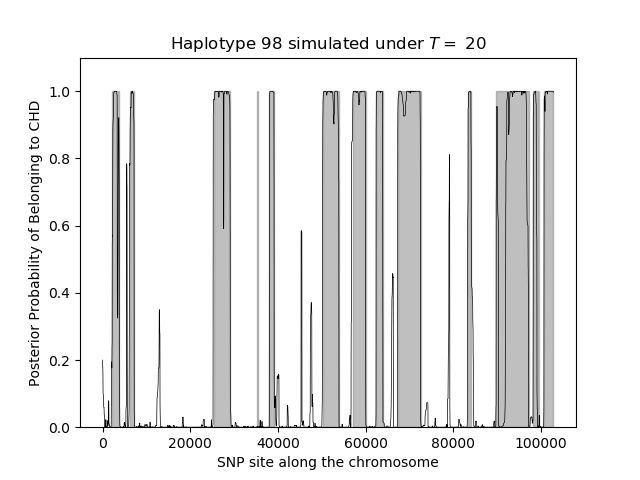 Haplotype 98 simulated under T = 20
Posterior Probability of Belonging to CHD
1.0
0.8
0.6
0.4
0.2
0.0
0 20000 40000 60000 80000 100000
SNP site along the chromosome